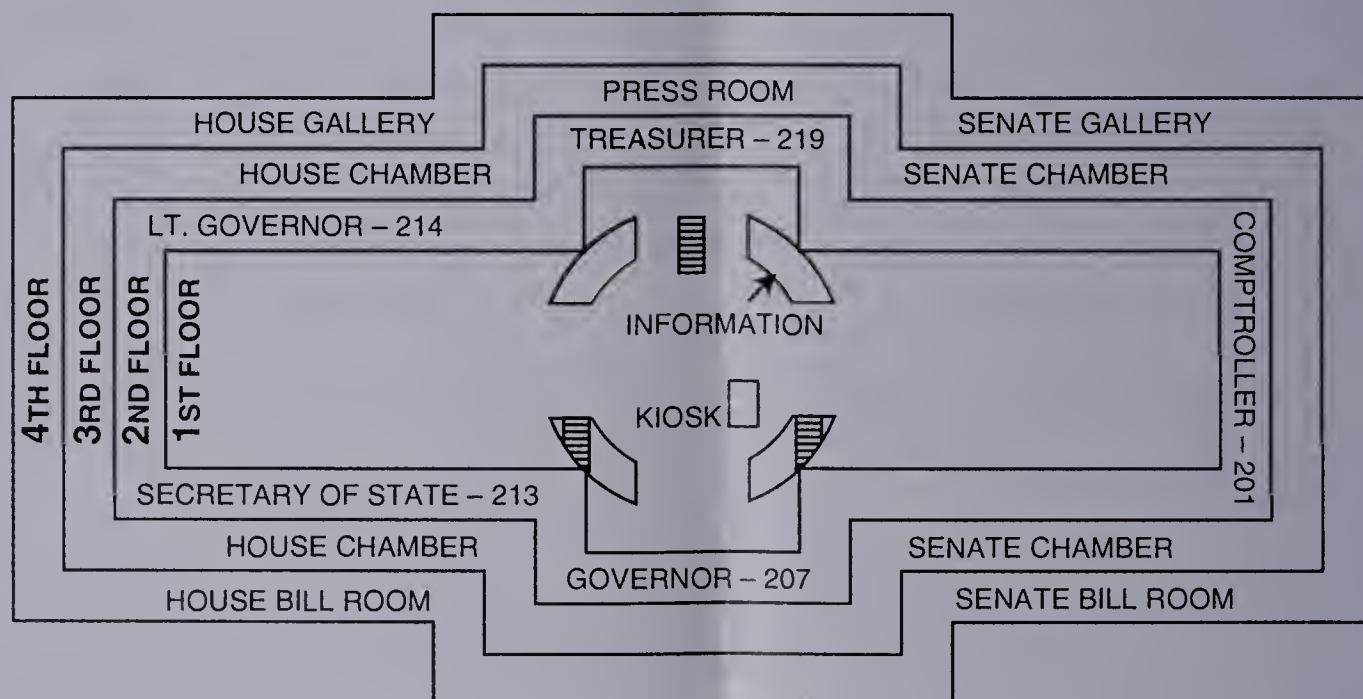 PRESS ROOM
HOUSE GALLERY
SENATE GALLERY
TREASURER – 219
HOUSE CHAMBER
SENATE CHAMBER
LT. GOVERNOR – 214
COMPTROLLER – 201
4TH FLOOR
3RD FLOOR
2ND FLOOR
1ST FLOOR
INFORMATION
KIOSK
SECRETARY OF STATE – 213
HOUSE CHAMBER
SENATE CHAMBER
GOVERNOR – 207
HOUSE BILL ROOM
SENATE BILL ROOM